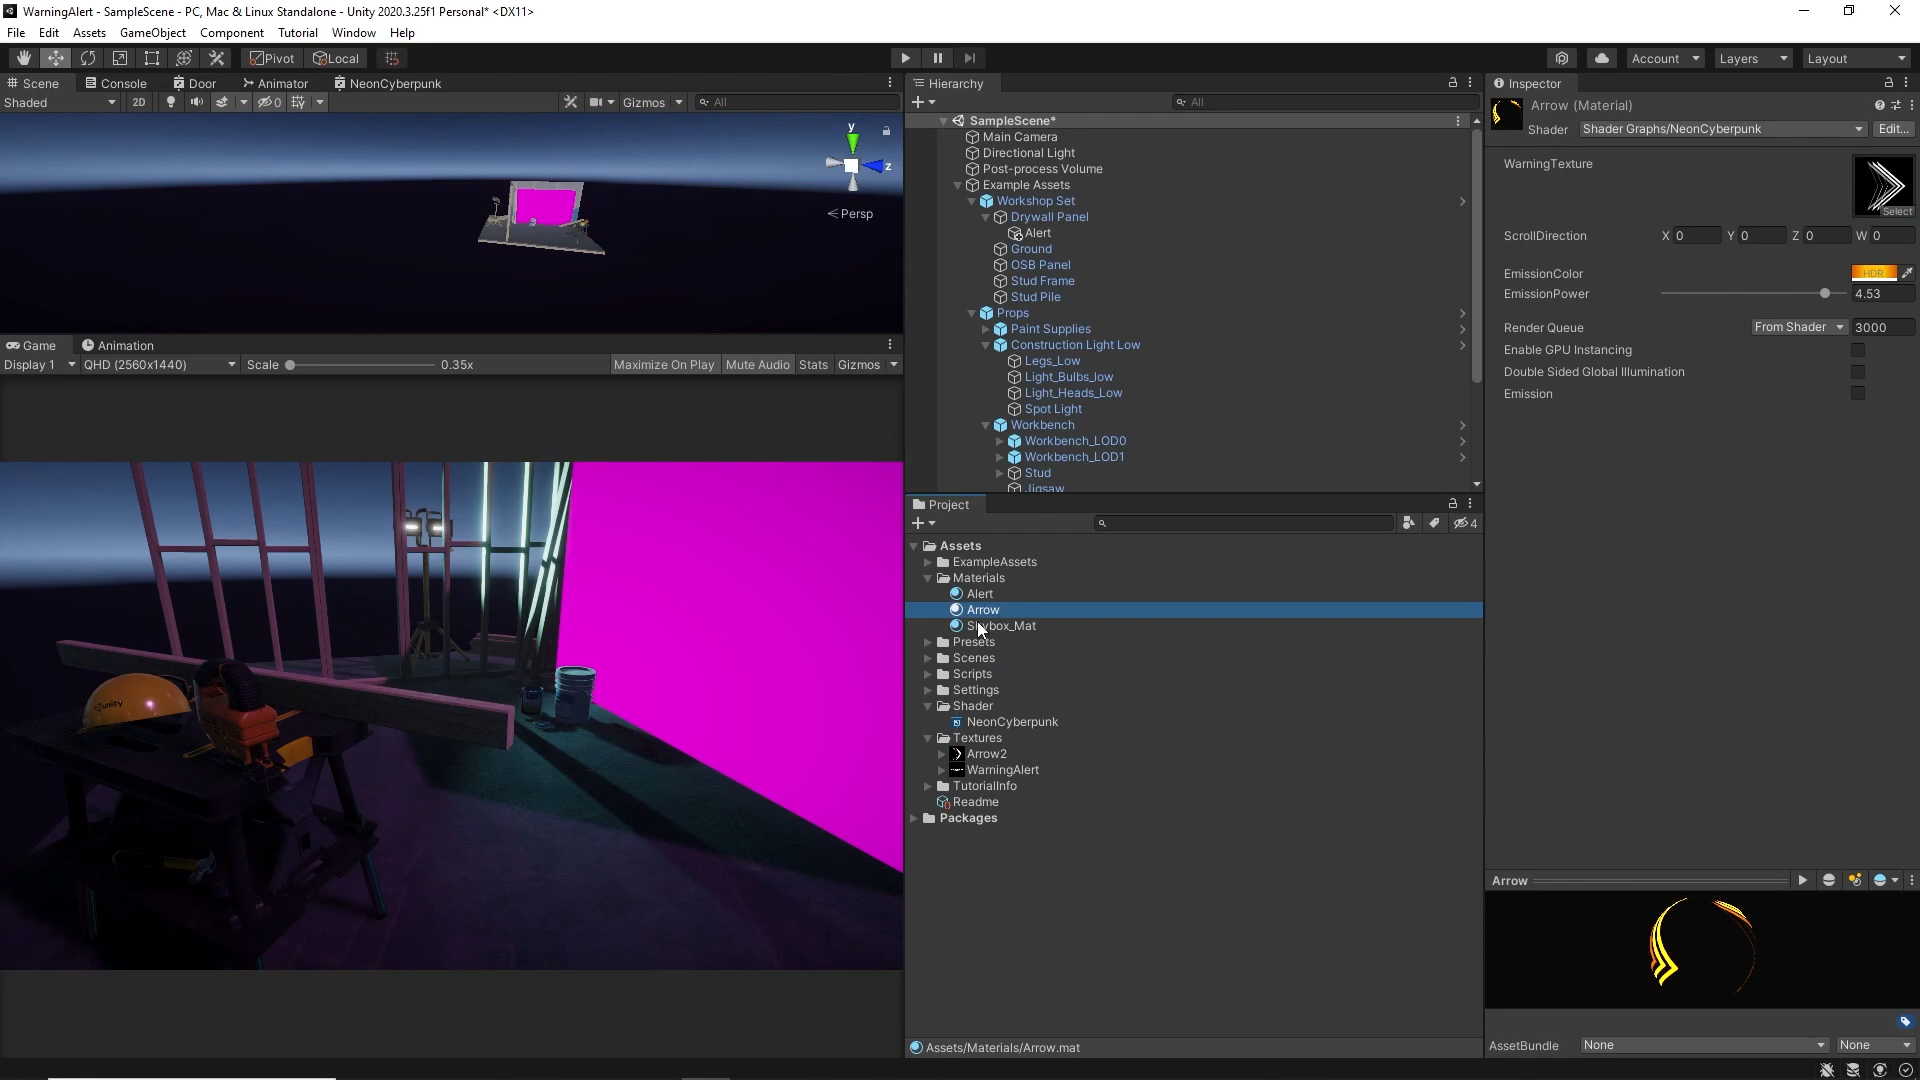 WarningAlert - SampleScene - PC, Mac & Linux Standalone - Unity 2020.3.25f1 Personal* <DX11>
File Edit Assets GameObject Component Tutorial Window Help
Pivot Local Account Layers Layout
Scene Console Door Animator NeonCyberpunk
Shaded 2D 0 Gizmos All
y
z
Persp
Game Animation
Display 1 QHD (2560x1440) Scale 0.35x Maximize On Play Mute Audio Stats Gizmos
unity
Hierarchy
All
SampleScene*
Main Camera
Directional Light
Post-process Volume
Example Assets
Workshop Set
Drywall Panel
Alert
Ground
OSB Panel
Stud Frame
Stud Pile
Props
Paint Supplies
Construction Light Low
Legs_Low
Light_Bulbs_low
Light_Heads_Low
Spot Light
Workbench
Workbench_LOD0
Workbench_LOD1
Stud
Jigsaw
Project
4
Assets
ExampleAssets
Materials
Alert
Arrow
Skybox_Mat
Presets
Scenes
Scripts
Settings
Shader
NeonCyberpunk
Textures
Arrow2
WarningAlert
TutorialInfo
Readme
Packages
Assets/Materials/Arrow.mat
Inspector
Arrow (Material)
Shader Shader Graphs/NeonCyberpunk Edit...
WarningTexture
Select
ScrollDirection X 0 Y 0 Z 0 W 0
EmissionColor HDR
EmissionPower 4.53
Render Queue From Shader 3000
Enable GPU Instancing
Double Sided Global Illumination
Emission
Arrow
AssetBundle None None